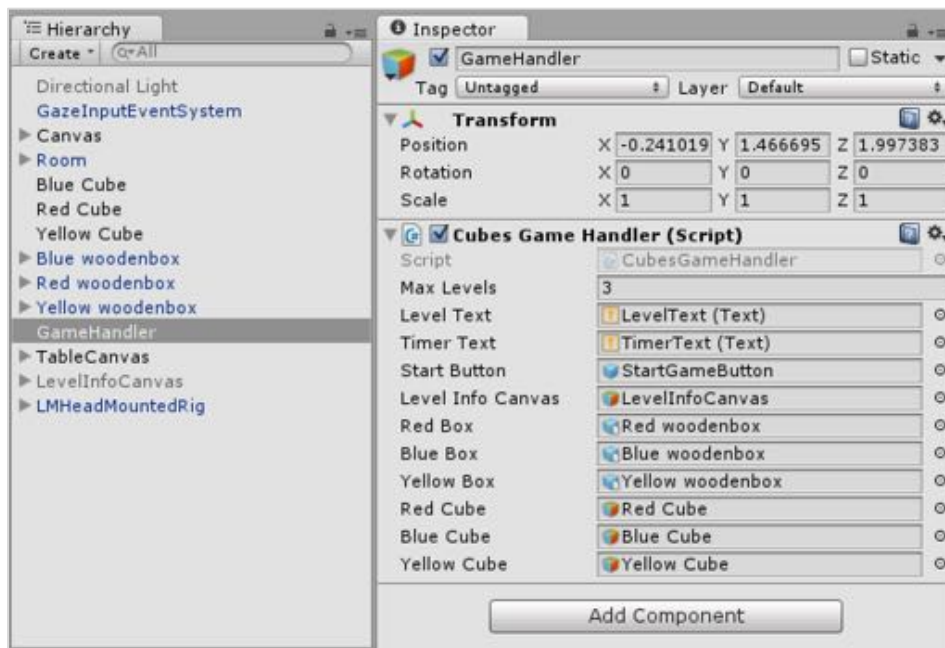 Hierarchy
Create All
Directional Light
GazeInputEventSystem
Canvas
Room
Blue Cube
Red Cube
Yellow Cube
Blue woodenbox
Red woodenbox
Yellow woodenbox
GameHandler
TableCanvas
LevelInfoCanvas
LMHeadMountedRig
Inspector
GameHandler Static
Tag Untagged Layer Default
Transform
Position X -0.241019 Y 1.466695 Z 1.997383
Rotation X 0 Y 0 Z 0
Scale X 1 Y 1 Z 1
Cubes Game Handler (Script)
Script CubesGameHandler
Max Levels 3
Level Text LevelText (Text)
Timer Text TimerText (Text)
Start Button StartGameButton
Level Info Canvas LevelInfoCanvas
Red Box Red woodenbox
Blue Box Blue woodenbox
Yellow Box Yellow woodenbox
Red Cube Red Cube
Blue Cube Blue Cube
Yellow Cube Yellow Cube
Add Component